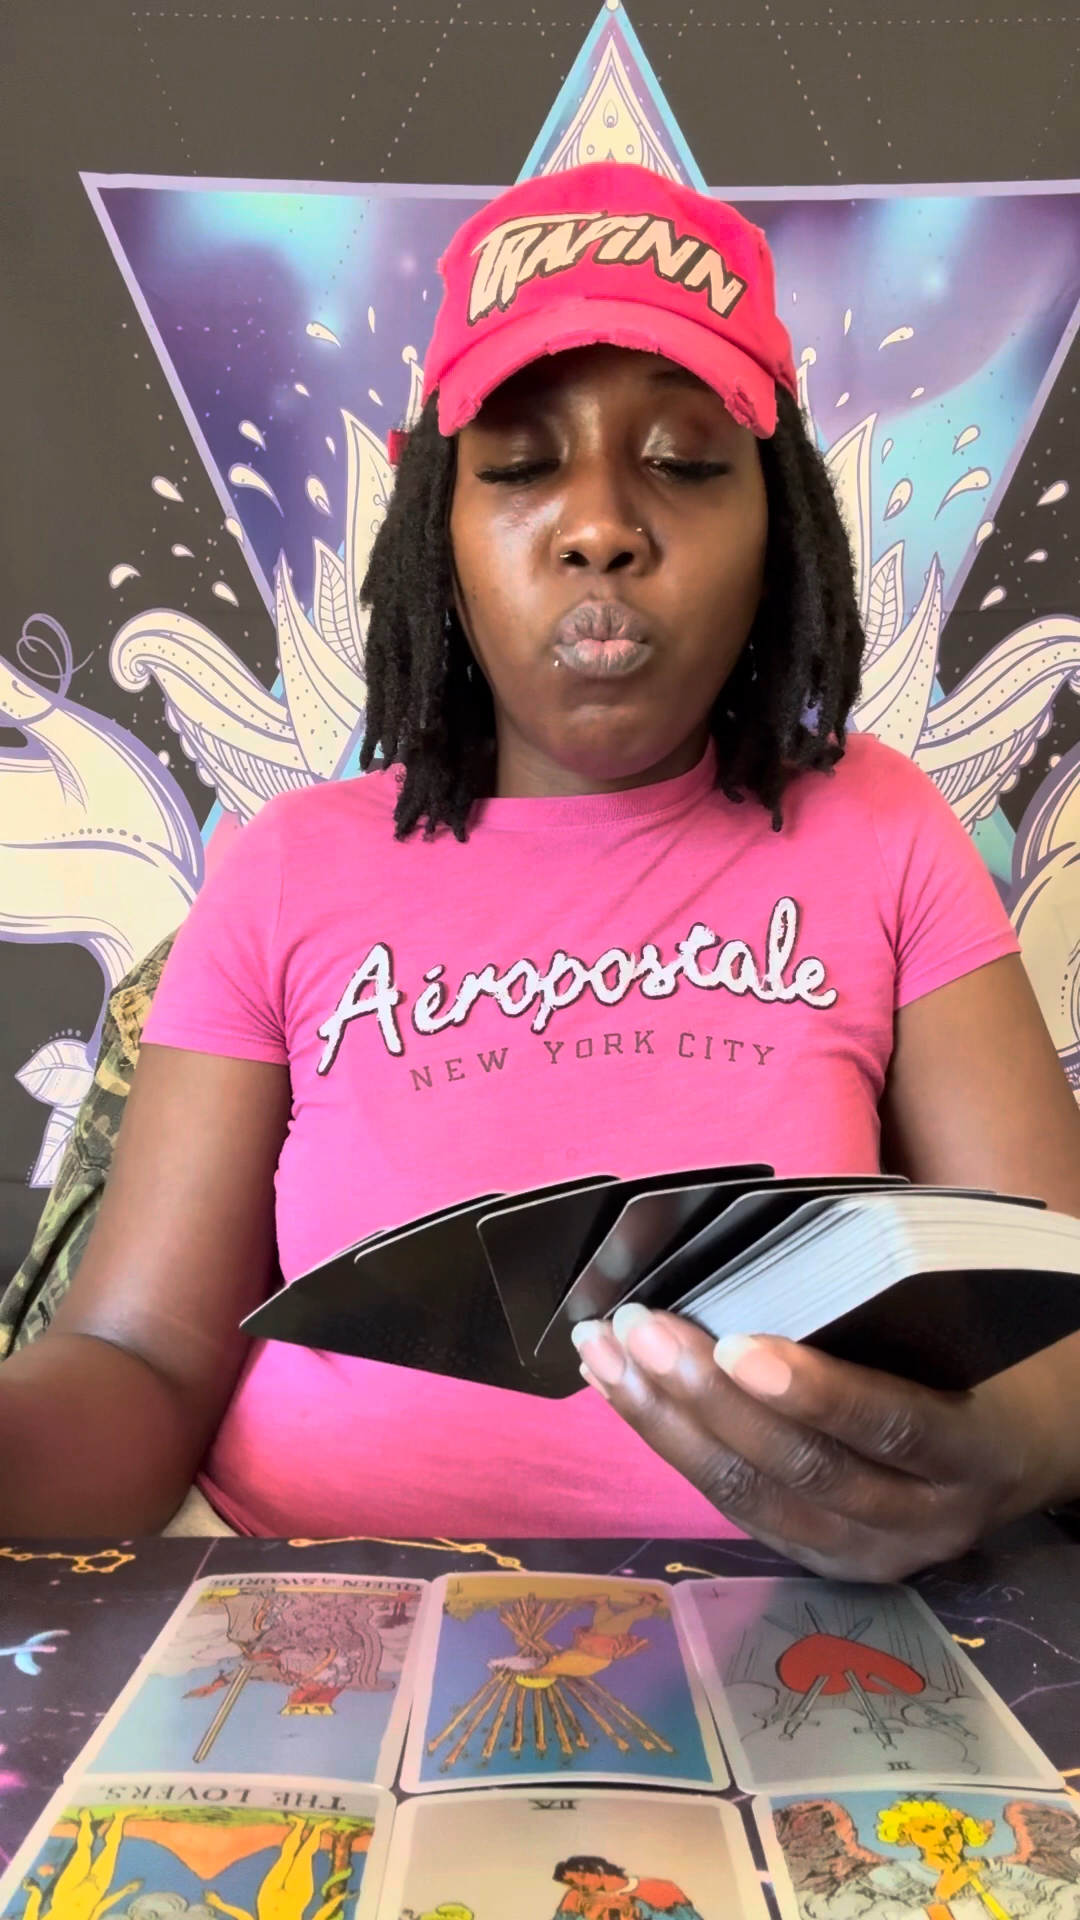 TRAPINN
Aéropostale
NEW YORK CITY
QUEEN of SWORDS
X
III
THE LOVERS.